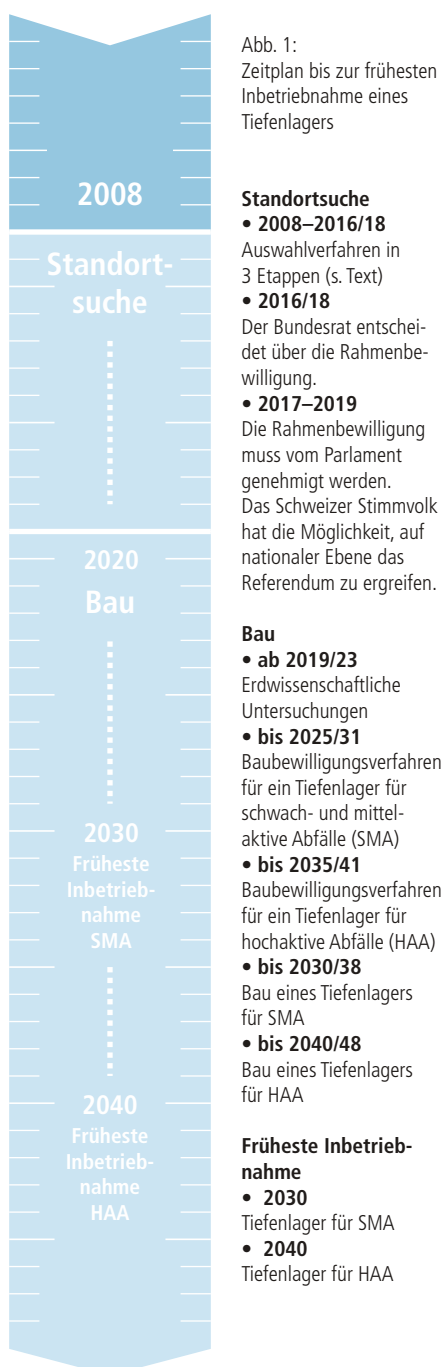 2008
Standort-
suche
2020
Bau
2030
Früheste
Inbetrieb-
nahme
SMA
2040
Früheste
Inbetrieb-
nahme
HAA
Abb. 1:
Zeitplan bis zur frühesten
Inbetriebnahme eines
Tiefenlagers
Standortsuche
• 2008–2016/18
Auswahlverfahren in
3 Etappen (s. Text)
• 2016/18
Der Bundesrat entschei-
det über die Rahmenbe-
willigung.
• 2017–2019
Die Rahmenbewilligung
muss vom Parlament
genehmigt werden.
Das Schweizer Stimmvolk
hat die Möglichkeit, auf
nationaler Ebene das
Referendum zu ergreifen.
Bau
• ab 2019/23
Erdwissenschaftliche
Untersuchungen
• bis 2025/31
Baubewilligungsverfahren
für ein Tiefenlager für
schwach- und mittel-
aktive Abfälle (SMA)
• bis 2035/41
Baubewilligungsverfahren
für ein Tiefenlager für
hochaktive Abfälle (HAA)
• bis 2030/38
Bau eines Tiefenlagers
für SMA
• bis 2040/48
Bau eines Tiefenlagers
für HAA
Früheste Inbetrieb-
nahme
• 2030
Tiefenlager für SMA
• 2040
Tiefenlager für HAA